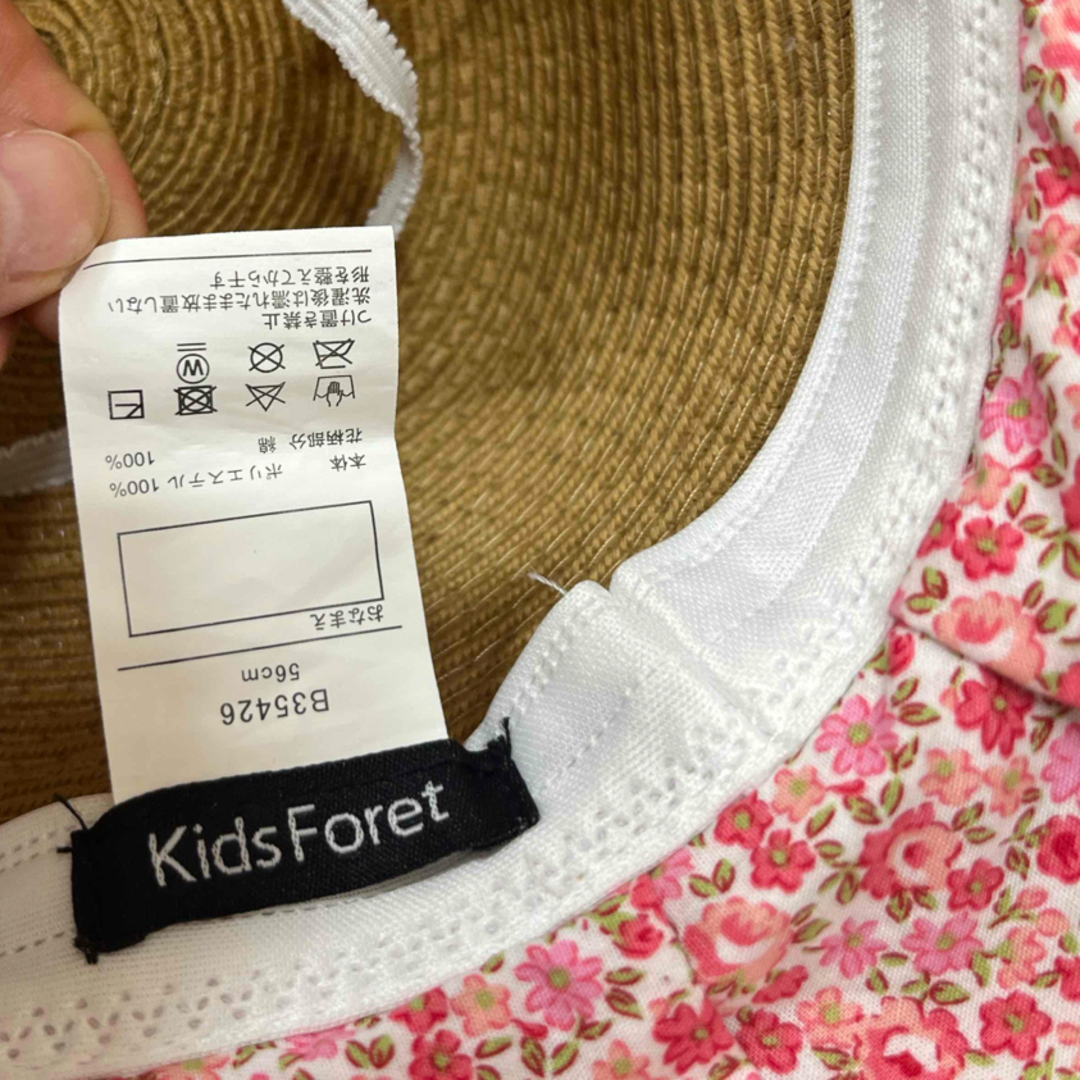 KidsForet
B35426
56cm
おなまえ
本体 ポリエステル 100%
花柄部分 綿 100%
つけ置き禁止
洗濯後は濡れたまま放置しない
形を整えてから干す